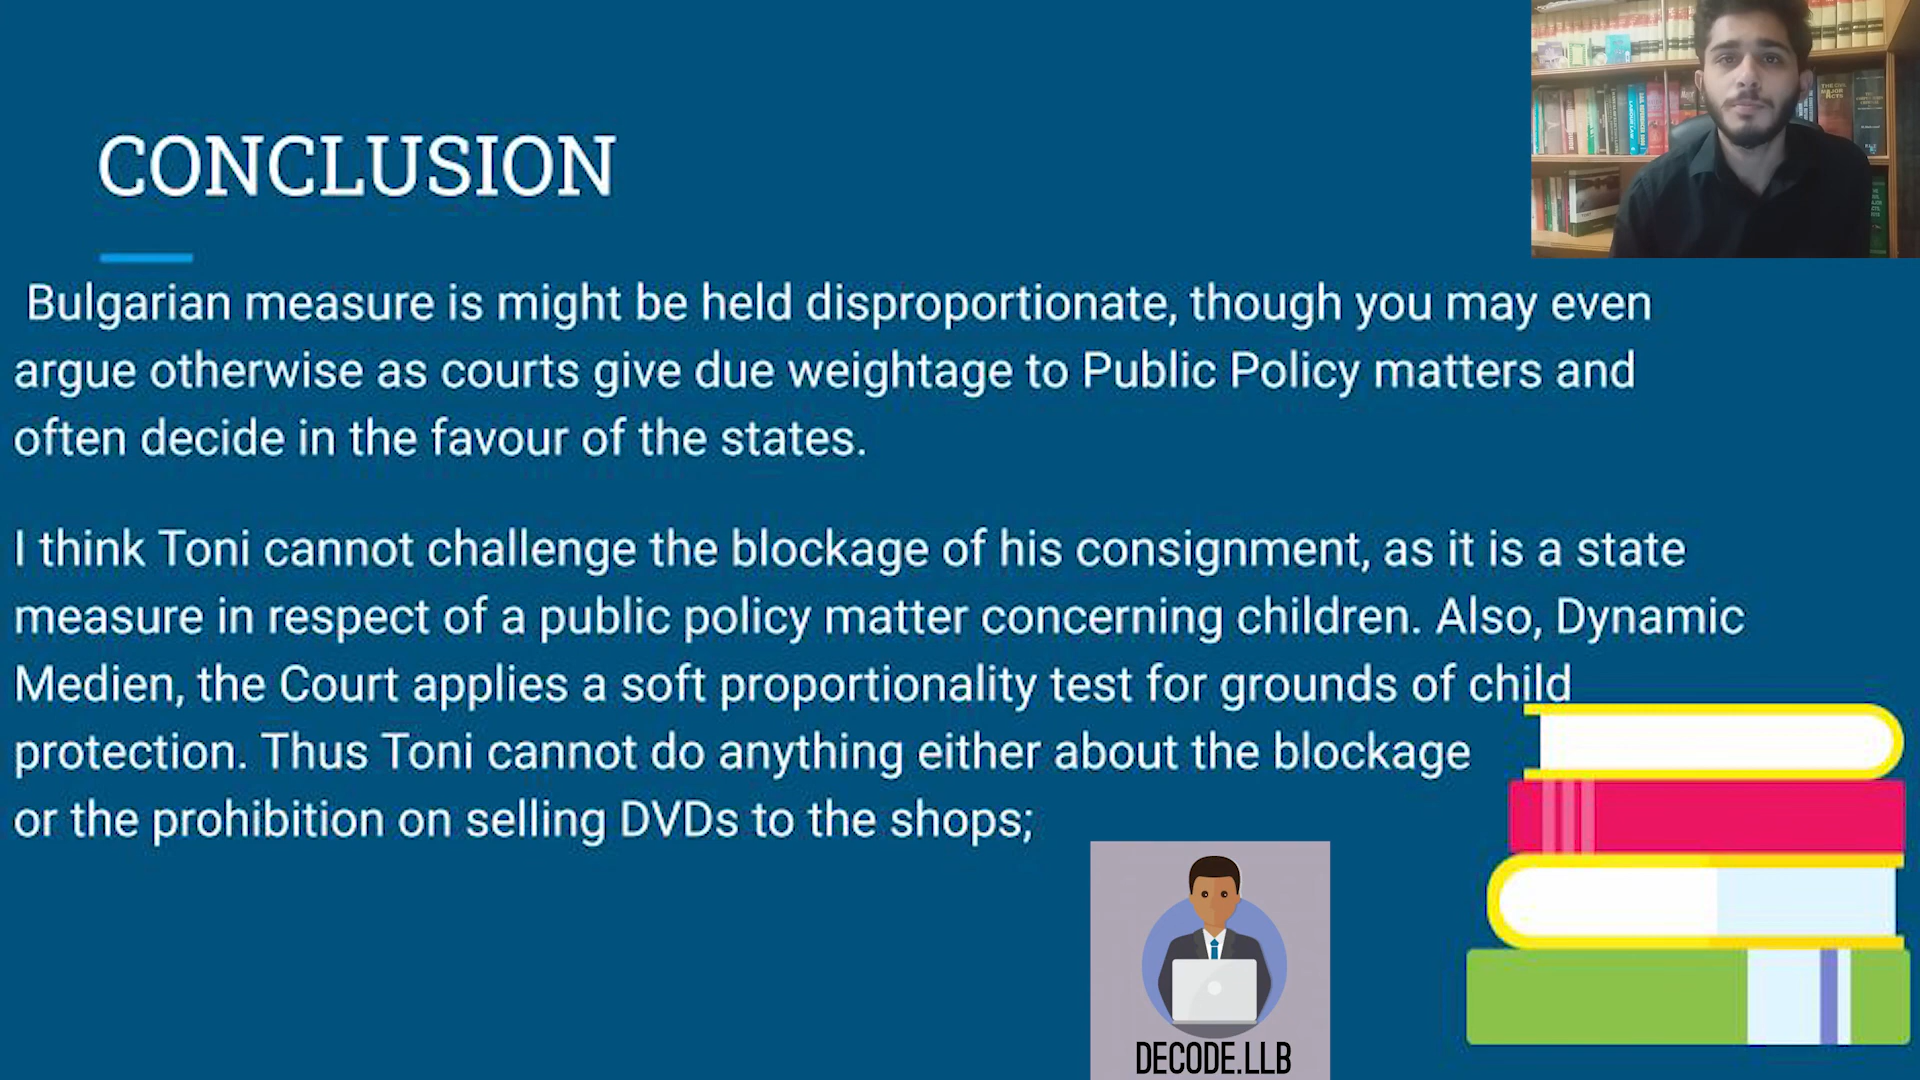 CONCLUSION
Bulgarian measure is might be held disproportionate, though you may even
argue otherwise as courts give due weightage to Public Policy matters and
often decide in the favour of the states.
I think Toni cannot challenge the blockage of his consignment, as it is a state
measure in respect of a public policy matter concerning children. Also, Dynamic
Medien, the Court applies a soft proportionality test for grounds of child
protection. Thus Toni cannot do anything either about the blockage
or the prohibition on selling DVDs to the shops;
DECODE.LLB